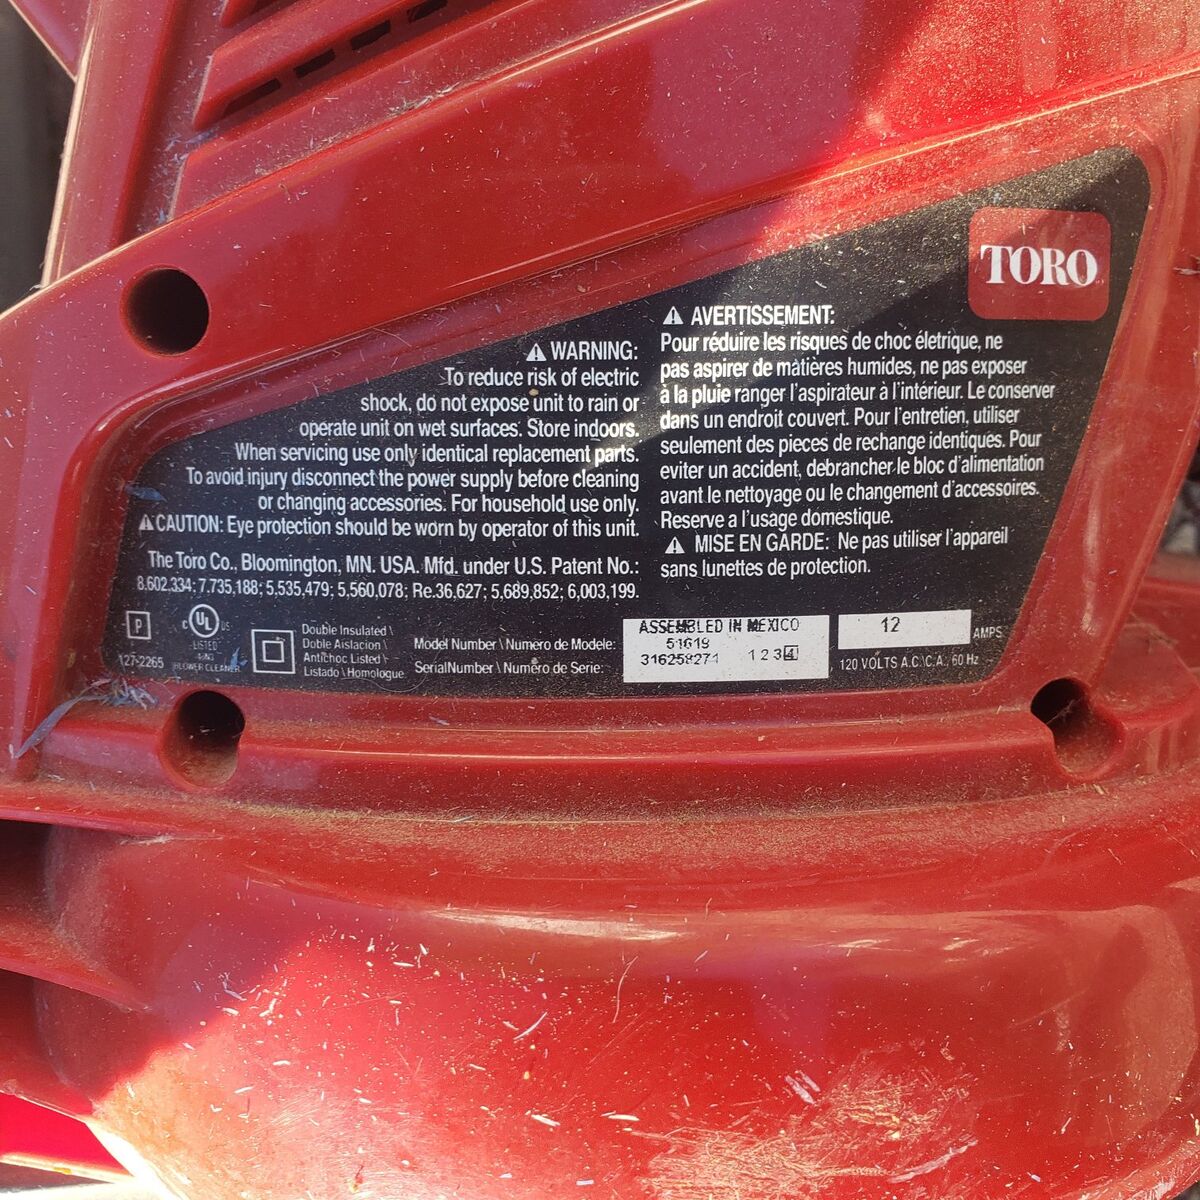 TORO
⚠ WARNING:
To reduce risk of electric
shock, do not expose unit to rain or
operate unit on wet surfaces. Store indoors.
When servicing use only identical replacement parts.
To avoid injury disconnect the power supply before cleaning
or changing accessories. For household use only.
⚠ CAUTION: Eye protection should be worn by operator of this unit.
The Toro Co., Bloomington, MN. USA. Mfd. under U.S. Patent No.:
8.602,334; 7.735,188; 5.535,479; 5,560,078; Re.36,627; 5,689,852; 6,003,199.
⚠ AVERTISSEMENT:
Pour réduire les risques de choc életrique, ne
pas aspirer de matières humides, ne pas exposer
à la pluie ranger l'aspirateur à l'intérieur. Le conserver
dans un endroit couvert. Pour l'entretien, utiliser
seulement des pieces de rechange identiques. Pour
eviter un accident, debrancher le bloc d'alimentation
avant le nettoyage ou le changement d'accessoires.
Reserve a l'usage domestique.
⚠ MISE EN GARDE: Ne pas utiliser l'appareil
sans lunettes de protection.
P
127-2265
C UL US
LISTED
BLOWER CLEANER
Double Insulated \
Doble Aislacion \
Antichoc Listed \
Listado \ Homologue
Model Number \ Numero de Modele:
SerialNumber \ Numéro de Serie:
ASSEMBLED IN MEXICO
51619
316258271 1 2 3 4
12
AMPS
120 VOLTS A.C.\C.A., 60 Hz